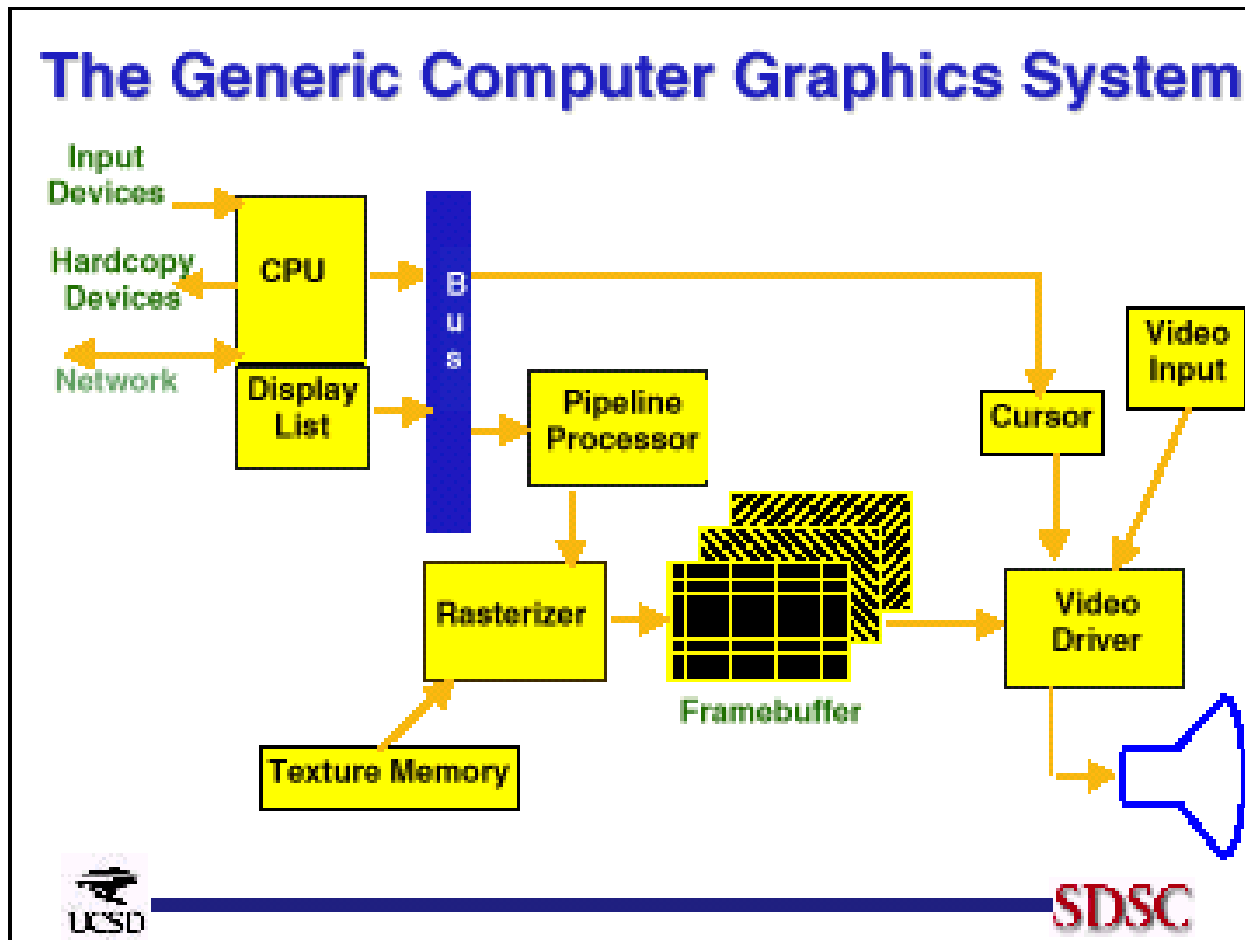 The Generic Computer Graphics System
Input
Devices
Hardcopy
Devices
Network
CPU
Display
List
Bus
Pipeline
Processor
Cursor
Video
Input
Rasterizer
Framebuffer
Video
Driver
Texture Memory
UCSD
SDSC